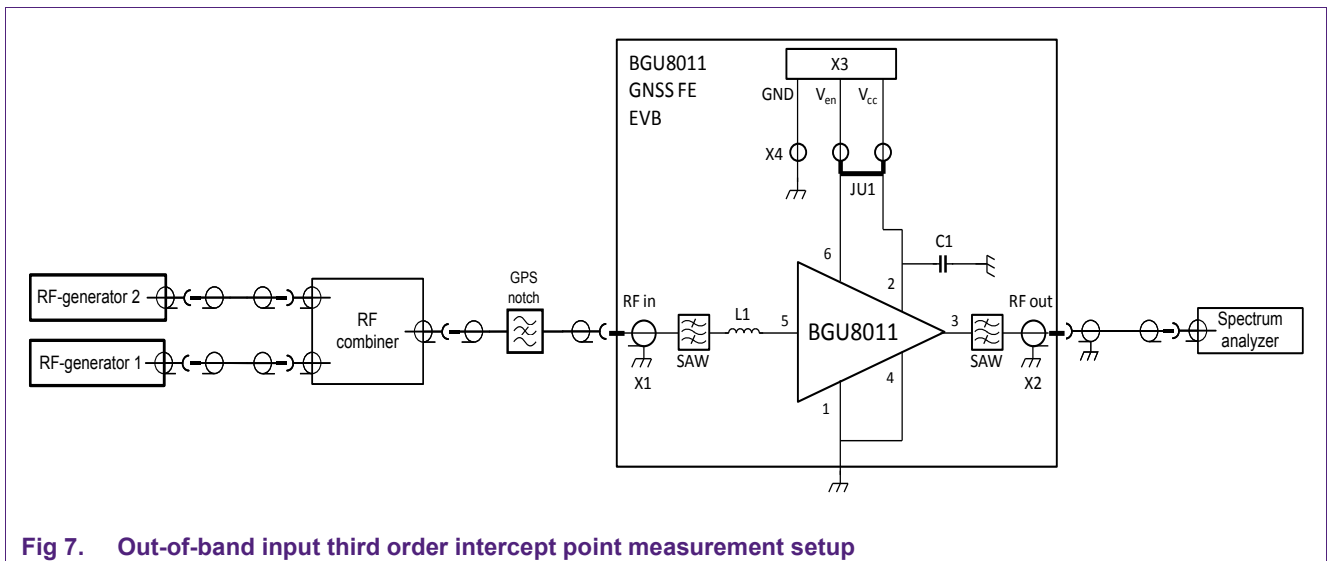 BGU8011
GNSS FE
EVB
X3
GND
V_en
V_cc
X4
JU1
C1
6
2
RF-generator 2
RF-generator 1
RF
combiner
GPS
notch
RF in
X1
SAW
L1
5
BGU8011
3
4
1
SAW
RF out
X2
Spectrum
analyzer
Fig 7. Out-of-band input third order intercept point measurement setup